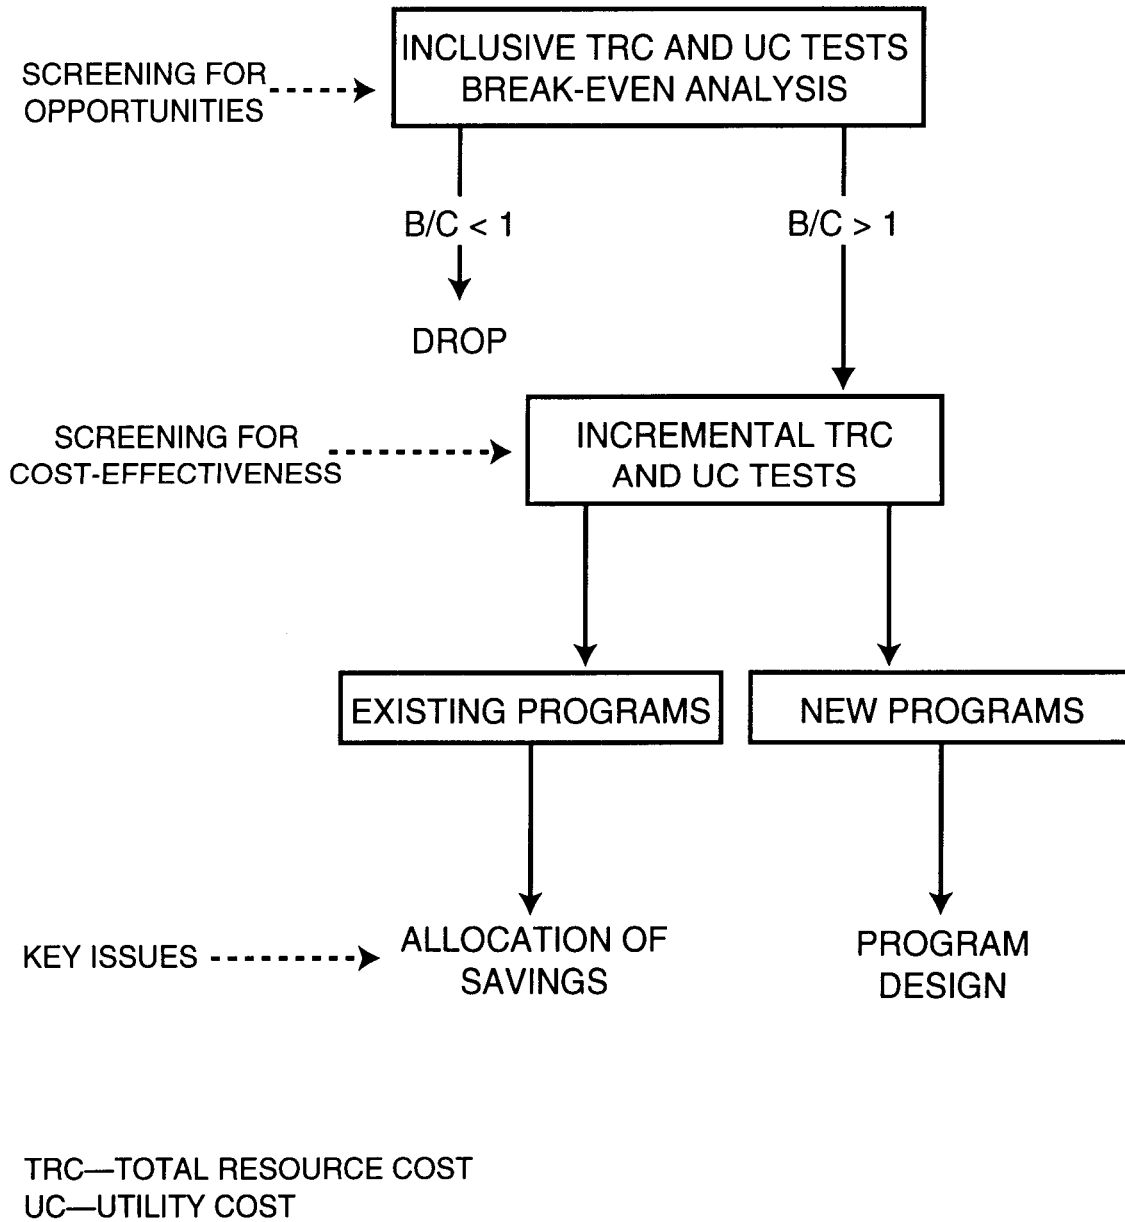 INCLUSIVE TRC AND UC TESTS
BREAK-EVEN ANALYSIS
SCREENING FOR
OPPORTUNITIES
B/C < 1
B/C > 1
DROP
SCREENING FOR
COST-EFFECTIVENESS
INCREMENTAL TRC
AND UC TESTS
EXISTING PROGRAMS
NEW PROGRAMS
KEY ISSUES
ALLOCATION OF
SAVINGS
PROGRAM
DESIGN
TRC—TOTAL RESOURCE COST
UC—UTILITY COST